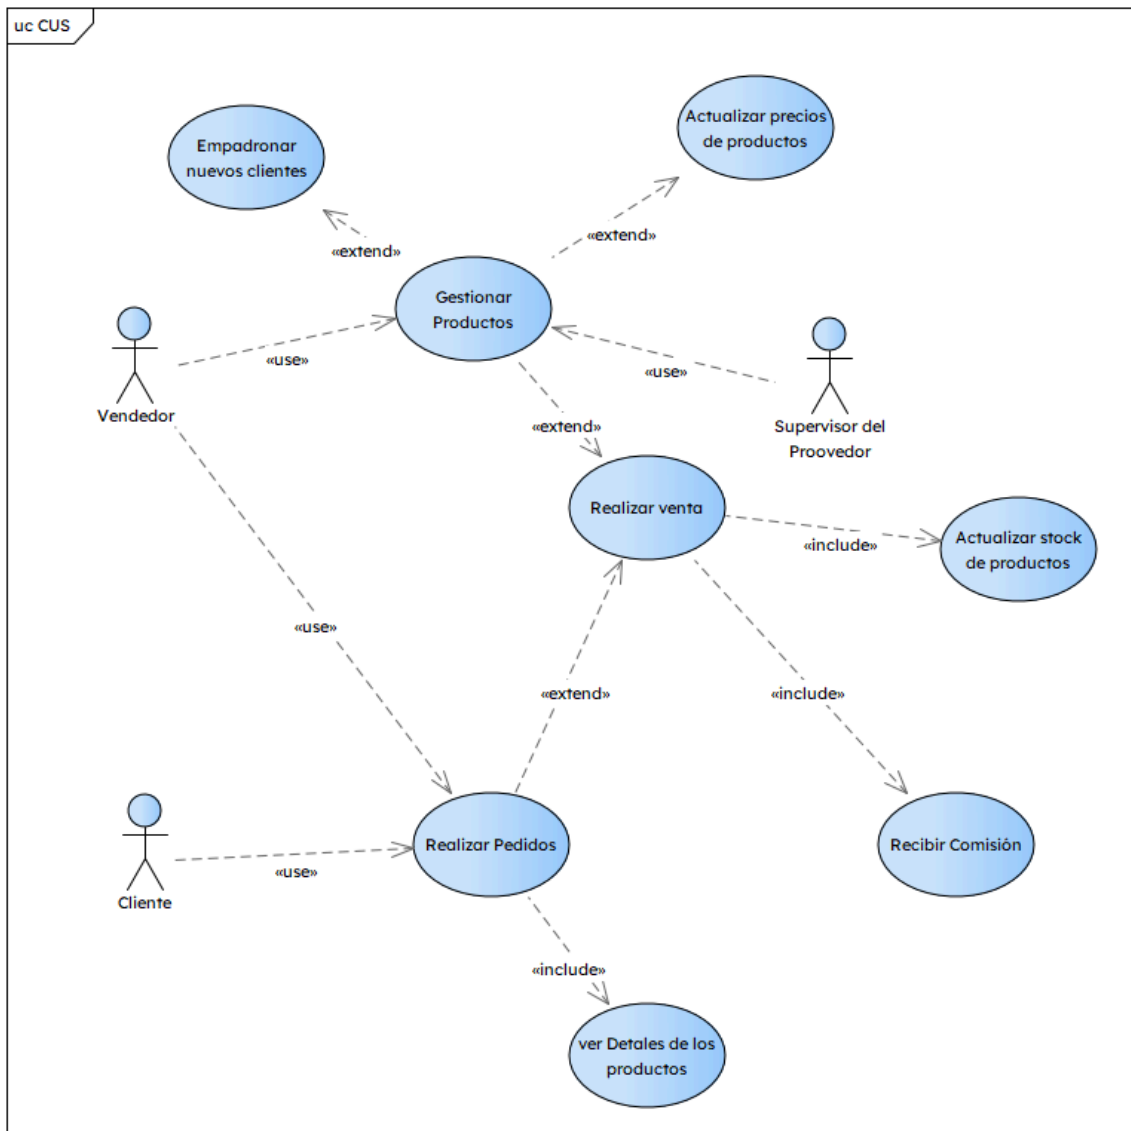 uc CUS
Actualizar precios
de productos
Empadronar
nuevos clientes
«extend»
«extend»
Gestionar
Productos
«use»
«use»
Vendedor
Supervisor del
Proovedor
«extend»
Realizar venta
Actualizar stock
de productos
«include»
«use»
«extend»
«include»
Realizar Pedidos
Recibir Comisión
«use»
Cliente
«include»
ver Detalles de los
productos